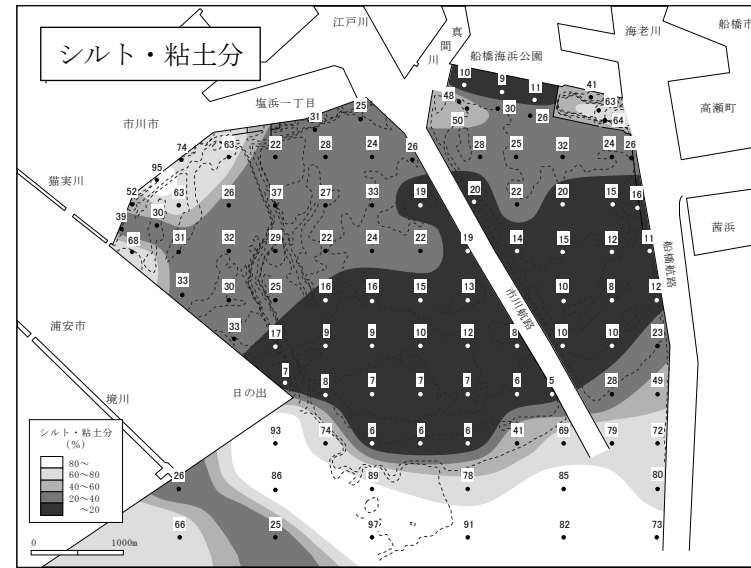 シルト・粘土分
江戸川
真間川
船橋海浜公園
海老川
船橋市
高瀬町
塩浜一丁目
市川市
猫実川
茜浜
船橋航路
市川航路
浦安市
境川
日の出
10 9 11 41
48 30 26 63
50 64
31 25
74 63 22 28 24 26 28 25 32 24 26
95
52 63 26 37 27 33 19 20 22 20 15 16
39 30
68 31 32 29 22 24 22 19 14 15 12 11
33 30 25 16 16 15 13 10 8 12
33 17 9 9 10 12 8 10 10 23
7 8 7 7 7 6 5 28 49
93 74 6 6 6 41 69 79 72
26 86 89 78 85 80
66 25 97 91 82 73
シルト・粘土分
(%)
80～
60～80
40～60
20～40
～20
0 1000m